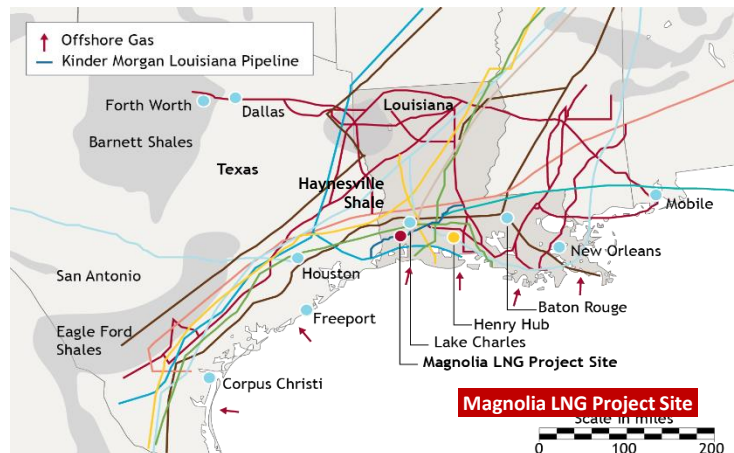 Offshore Gas
Kinder Morgan Louisiana Pipeline
Forth Worth
Dallas
Louisiana
Barnett Shales
Texas
Haynesville
Shale
Mobile
San Antonio
Houston
New Orleans
Baton Rouge
Eagle Ford
Shales
Freeport
Henry Hub
Lake Charles
Magnolia LNG Project Site
Corpus Christi
Magnolia LNG Project Site
Scale in miles
0
100
200